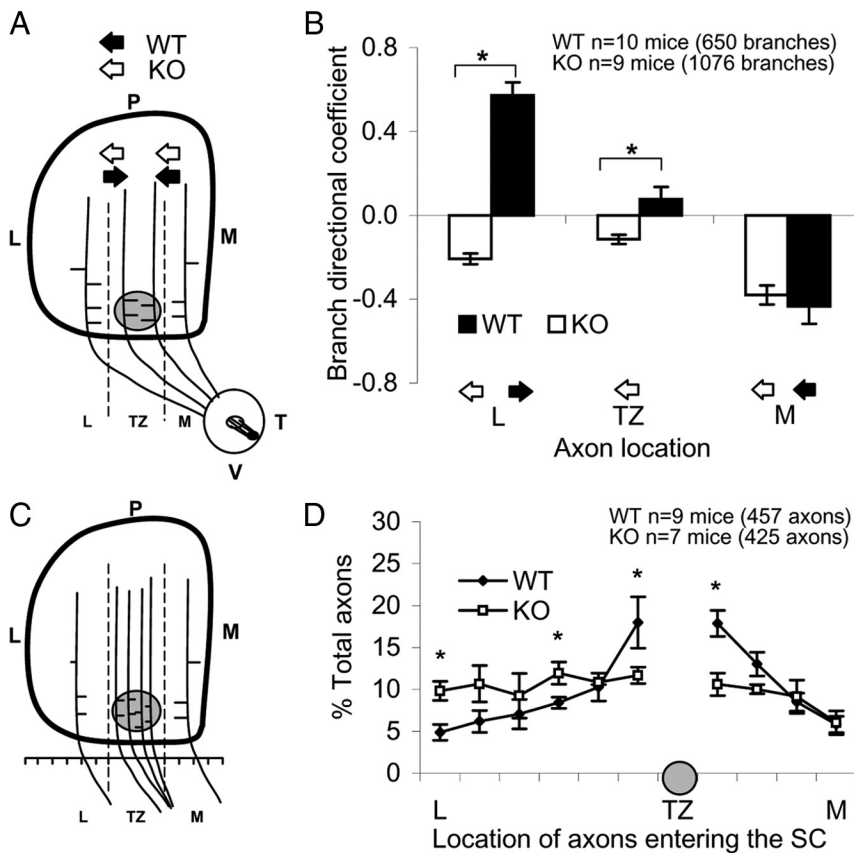 A
WT
KO
P
L
M
L
TZ
M
T
V
B
WT n=10 mice (650 branches)
KO n=9 mice (1076 branches)
Branch directional coefficient
0.8
0.4
0.0
-0.4
-0.8
*
*
WT
KO
L
TZ
M
Axon location
C
P
L
M
L
TZ
M
D
WT n=9 mice (457 axons)
KO n=7 mice (425 axons)
% Total axons
30
25
20
15
10
5
0
WT
KO
*
*
*
*
L
TZ
M
Location of axons entering the SC